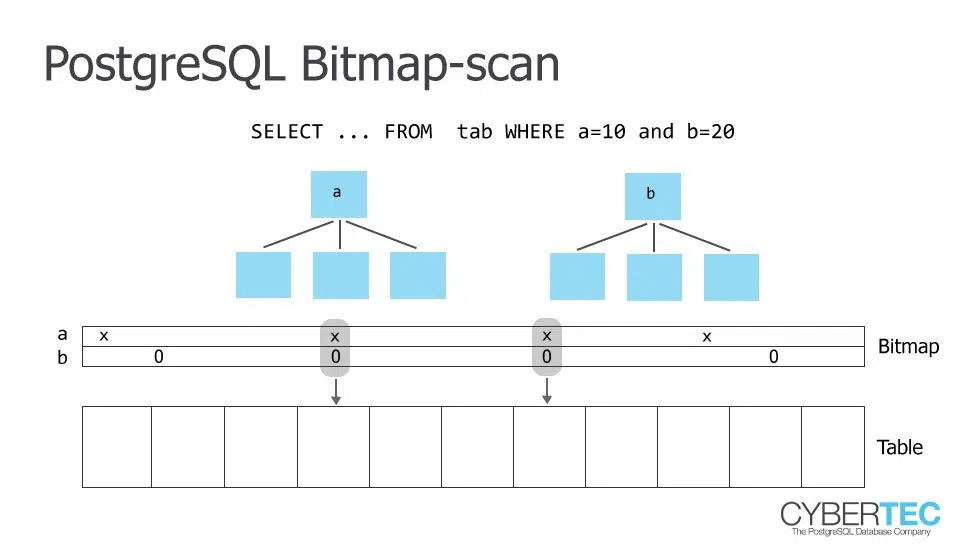 PostgreSQL Bitmap-scan
SELECT ... FROM  tab WHERE a=10 and b=20
a
b
a x x x x
b 0 0 0 0
Bitmap
Table
CYBERTEC
The PostgreSQL Database Company